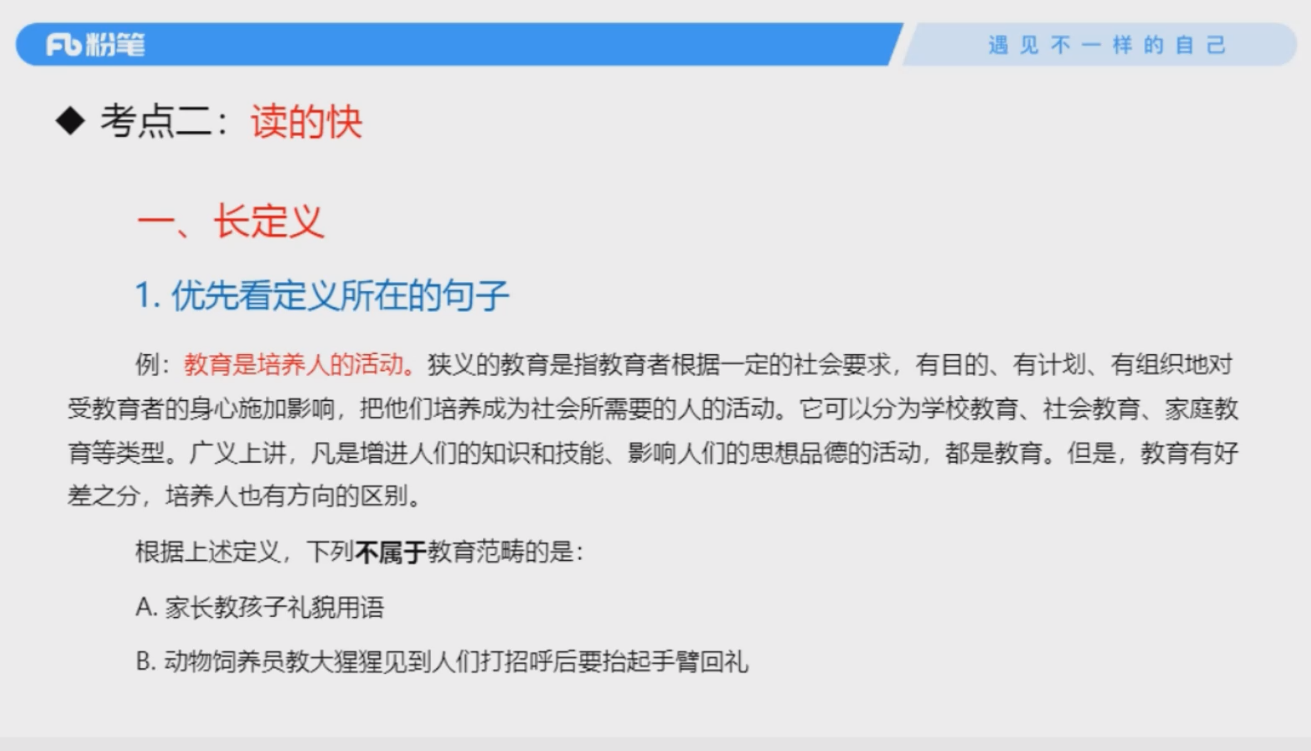 粉笔
遇见不一样的自己
◆ 考点二：读的快
一、长定义
1. 优先看定义所在的句子
例：教育是培养人的活动。狭义的教育是指教育者根据一定的社会要求，有目的、有计划、有组织地对
受教育者的身心施加影响，把他们培养成为社会所需要的人的活动。它可以分为学校教育、社会教育、家庭教
育等类型。广义上讲，凡是增进人们的知识和技能、影响人们的思想品德的活动，都是教育。但是，教育有好
差之分，培养人也有方向的区别。
根据上述定义，下列不属于教育范畴的是：
A. 家长教孩子礼貌用语
B. 动物饲养员教大猩猩见到人们打招呼后要抬起手臂回礼